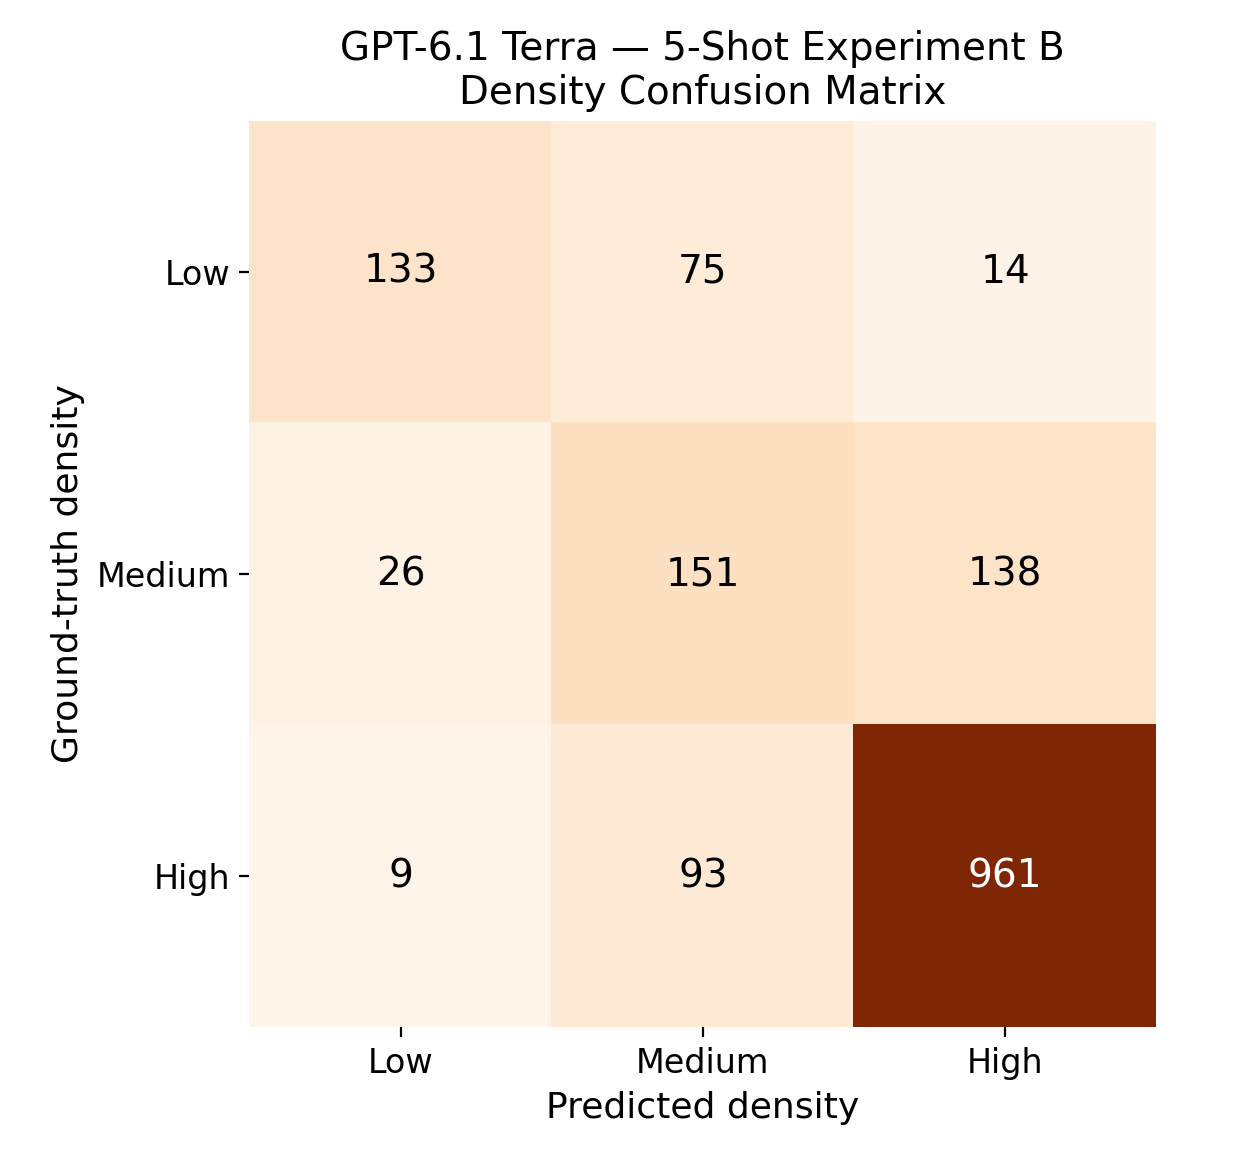 GPT-6.1 Terra — 5-Shot Experiment B
Density Confusion Matrix
Ground-truth density
Low
133
75
14
Medium
26
151
138
High
9
93
961
Low
Medium
High
Predicted density